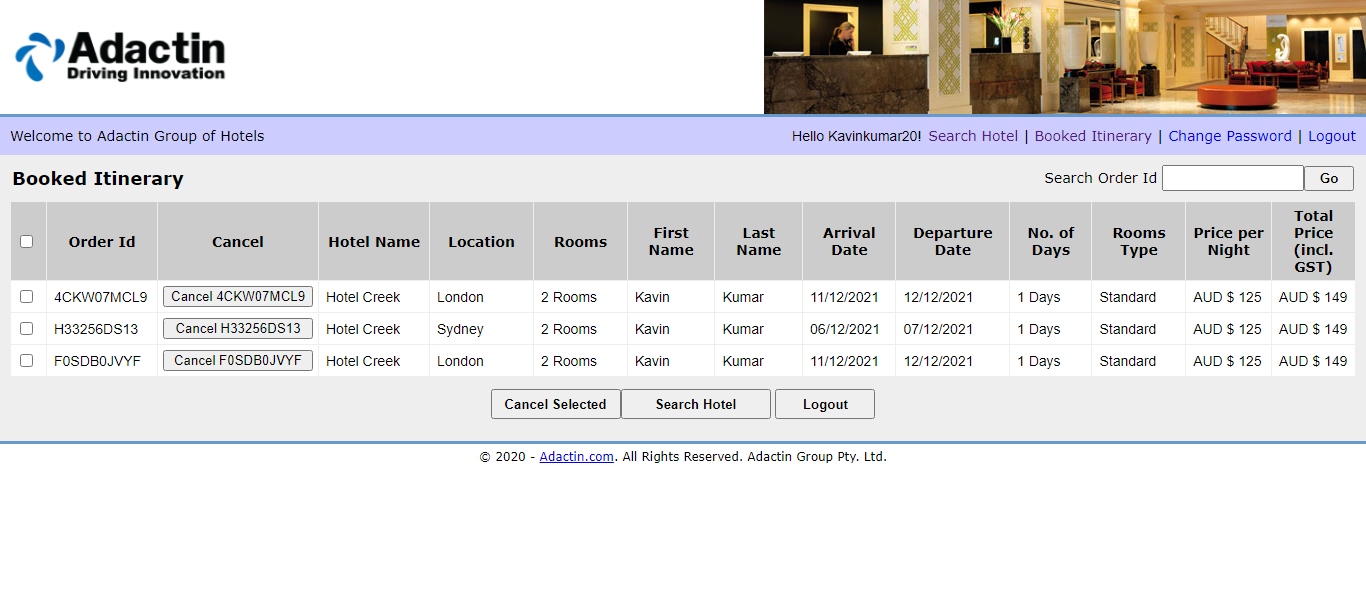 Adactin
Driving Innovation
Welcome to Adactin Group of Hotels
Hello Kavinkumar20! Search Hotel | Booked Itinerary | Change Password | Logout
Booked Itinerary
Search Order Id Go
Order Id Cancel Hotel Name Location Rooms First Name Last Name Arrival Date Departure Date No. of Days Rooms Type Price per Night Total Price (incl. GST)
4CKW07MCL9 Cancel 4CKW07MCL9 Hotel Creek London 2 Rooms Kavin Kumar 11/12/2021 12/12/2021 1 Days Standard AUD $ 125 AUD $ 149
H33256DS13 Cancel H33256DS13 Hotel Creek Sydney 2 Rooms Kavin Kumar 06/12/2021 07/12/2021 1 Days Standard AUD $ 125 AUD $ 149
F0SDB0JVYF Cancel F0SDB0JVYF Hotel Creek London 2 Rooms Kavin Kumar 11/12/2021 12/12/2021 1 Days Standard AUD $ 125 AUD $ 149
Cancel Selected Search Hotel Logout
© 2020 - Adactin.com. All Rights Reserved. Adactin Group Pty. Ltd.